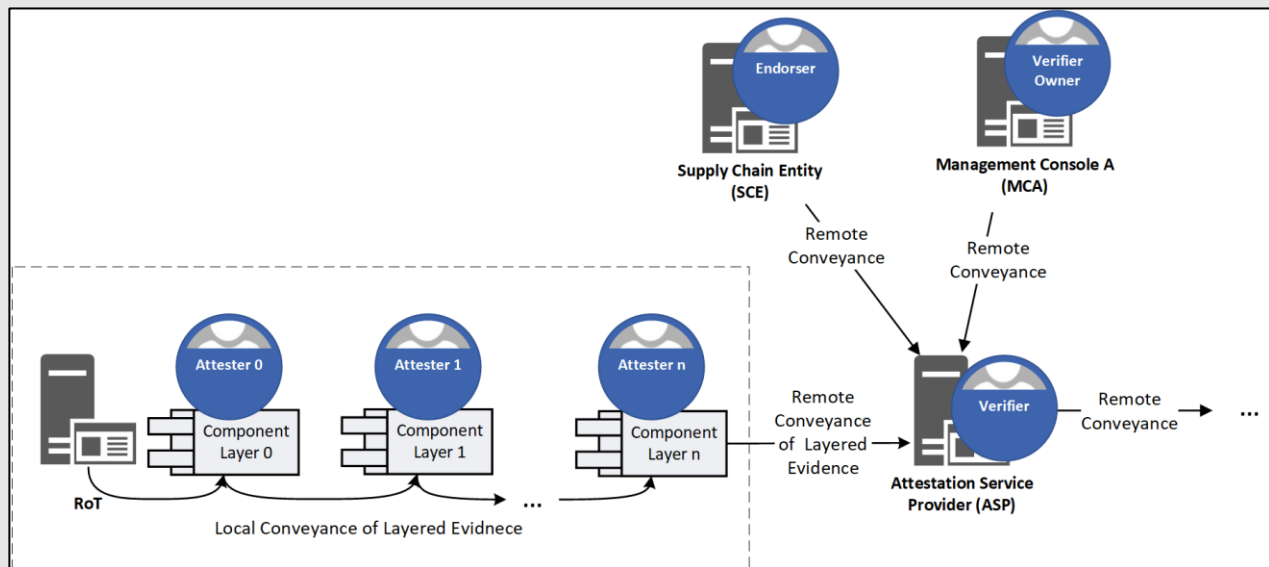 Endorser
Verifier
Owner
Supply Chain Entity
(SCE)
Management Console A
(MCA)
Remote
Conveyance
Remote
Conveyance
Attester 0
Attester 1
Attester n
Component
Layer 0
Component
Layer 1
Component
Layer n
RoT
...
Local Conveyance of Layered Evidnece
Remote
Conveyance
of Layered
Evidence
Verifier
Attestation Service
Provider (ASP)
Remote
Conveyance
...